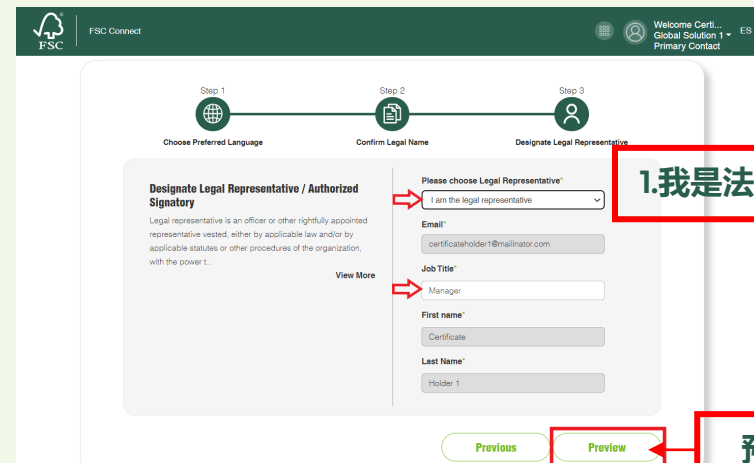 FSC
FSC Connect
Welcome Certi...
Global Solution 1
Primary Contact
ES
Step 1
Step 2
Step 3
Choose Preferred Language
Confirm Legal Name
Designate Legal Representative
1.我是法
Designate Legal Representative / Authorized
Signatory
Legal representative is an officer or other rightfully appointed
representative vested, either by applicable law and/or by
applicable statutes or other procedures of the organization,
with the power t...
View More
Please choose Legal Representative*
I am the legal representative
Email*
certificateholder1@mailinator.com
Job Title*
Manager
First name*
Certificate
Last Name*
Holder 1
Previous
Preview
預